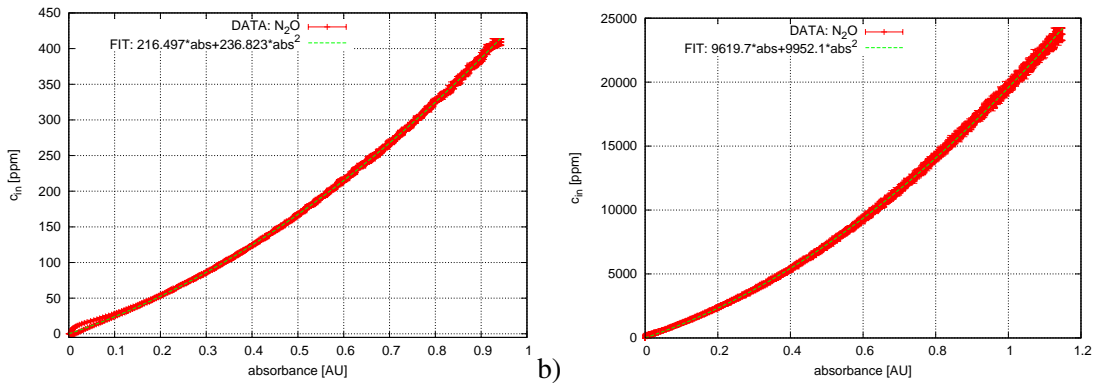 450
400
350
300
250
200
150
100
50
0
c_in [ppm]
DATA: N₂O
FIT: 216.497*abs+236.823*abs²
0 0.1 0.2 0.3 0.4 0.5 0.6 0.7 0.8 0.9 1
absorbance [AU]
b)
25000
20000
15000
10000
5000
0
c_in [ppm]
DATA: N₂O
FIT: 9619.7*abs+9952.1*abs²
0 0.2 0.4 0.6 0.8 1 1.2
absorbance [AU]